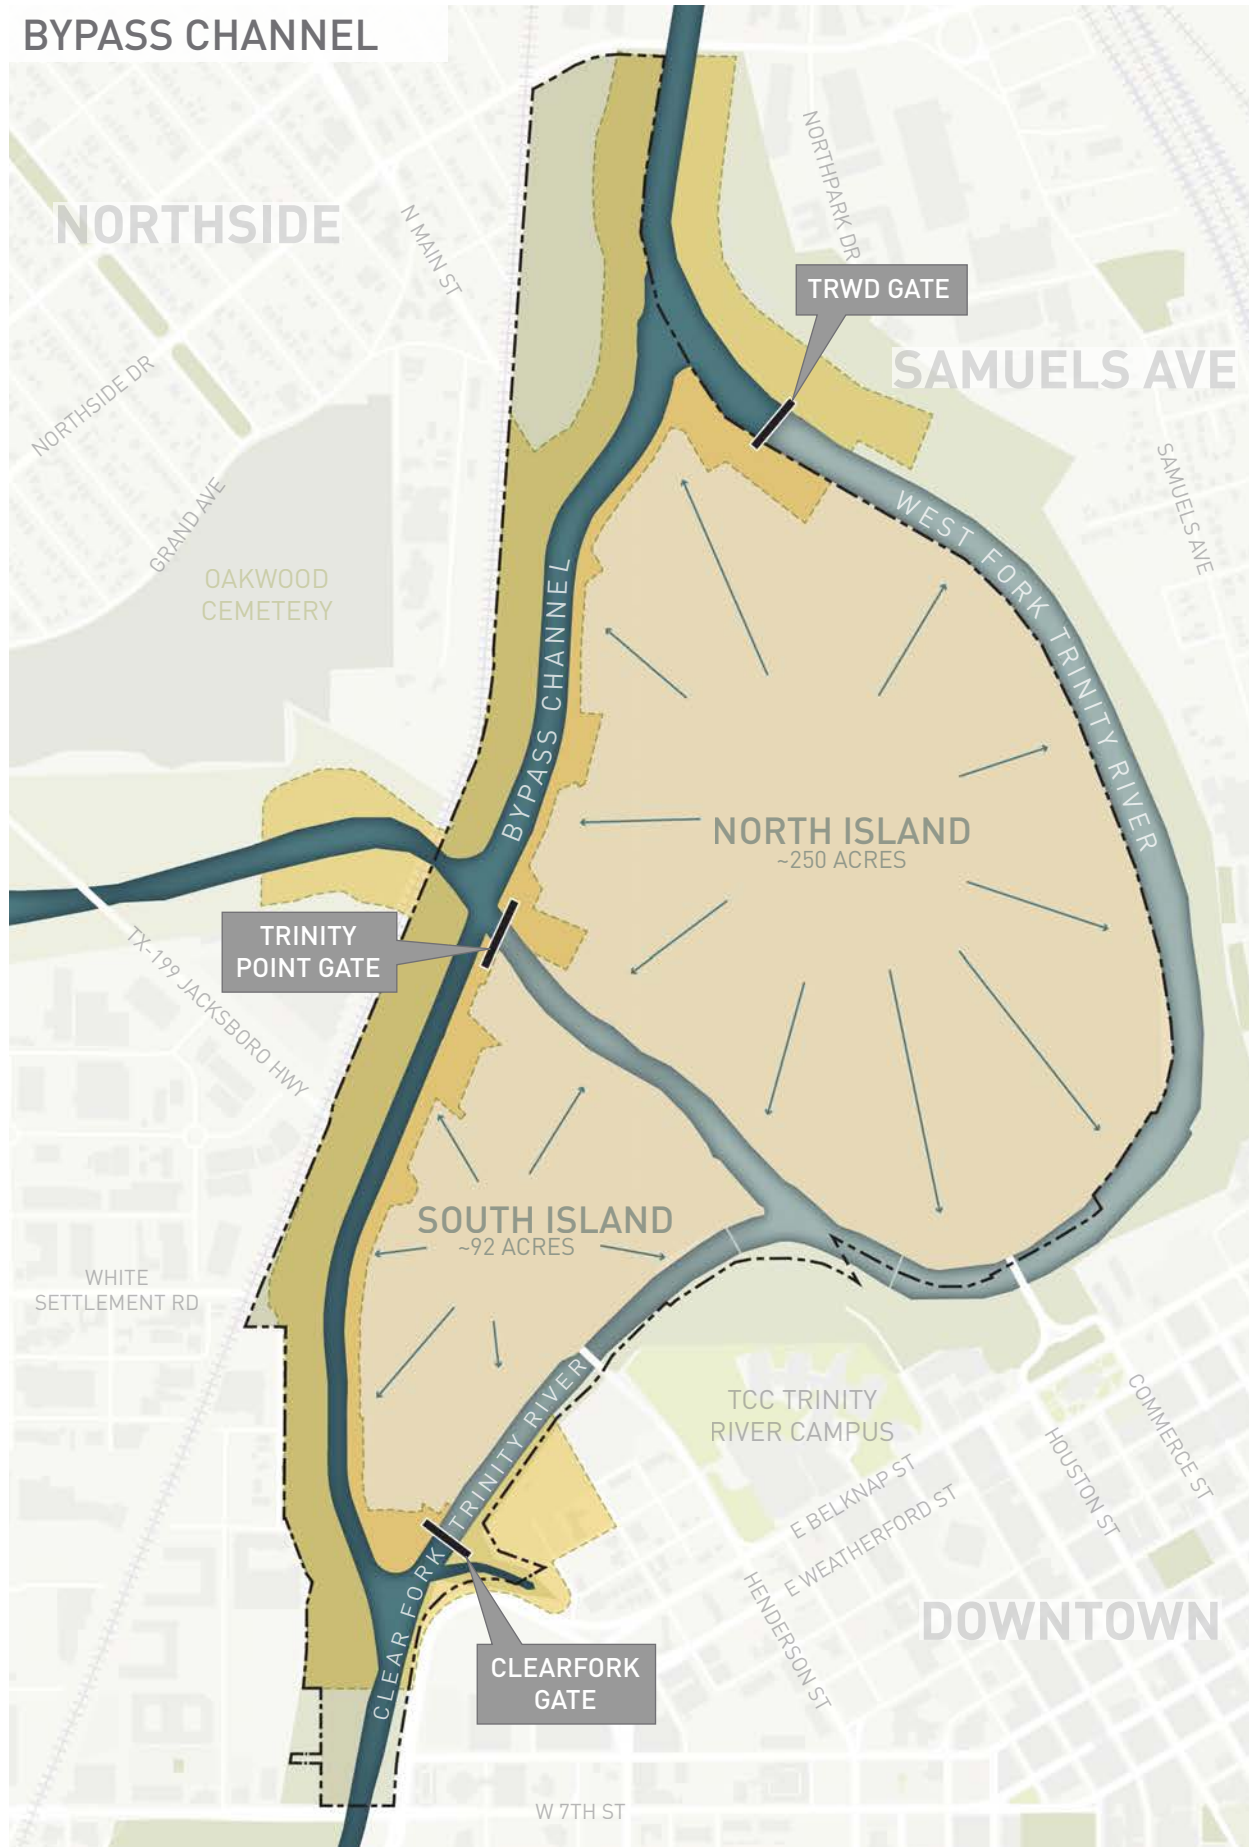 BYPASS CHANNEL
NORTHSIDE
N MAIN ST
NORTHPARK DR
TRWD GATE
SAMUELS AVE
NORTHSIDE DR
GRAND AVE
SAMUELS AVE
WEST FORK TRINITY RIVER
OAKWOOD
CEMETERY
BYPASS CHANNEL
NORTH ISLAND
~250 ACRES
TRINITY
POINT GATE
TX-199 JACKSBORO HWY
SOUTH ISLAND
~92 ACRES
WHITE
SETTLEMENT RD
CLEAR FORK TRINITY RIVER
TCC TRINITY
RIVER CAMPUS
COMMERCE ST
HOUSTON ST
E BELKNAP ST
E WEATHERFORD ST
HENDERSON ST
DOWNTOWN
CLEARFORK
GATE
W 7TH ST